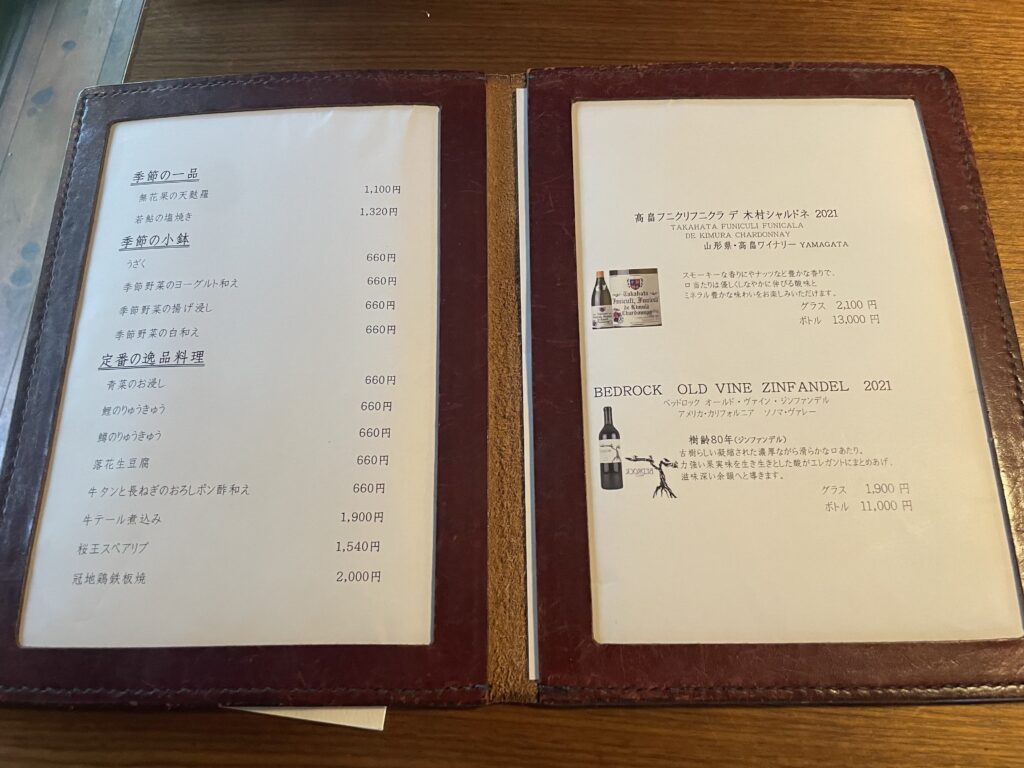 季節の一品
無花果の天麩羅 1,100円
若鮎の塩焼き 1,320円
季節の小鉢
うざく 660円
季節野菜のヨーグルト和え 660円
季節野菜の揚げ浸し 660円
季節野菜の白和え 660円
定番の逸品料理
青菜のお浸し 660円
鯉のりゅうきゅう 660円
鱒のりゅうきゅう 660円
落花生豆腐 660円
牛タンと長ねぎのおろしポン酢和え 660円
牛テール煮込み 1,900円
桜王スペアリブ 1,540円
冠地鶏鉄板焼 2,000円
高畠フニクリフニクラ デ 木村シャルドネ 2021
TAKAHATA FUNICULI FUNICALA
DE KIMURA CHARDONNAY
山形県・高畠ワイナリー YAMAGATA
スモーキーな香りにやナッツなど豊かな香りで、
口当たりは優しくしなやかに伸びる酸味と
ミネラル豊かな味わいをお楽しみいただけます。
グラス 2,100 円
ボトル 13,000 円
Takahata
Funiculi, Funicula
de Kimura
Chardonnay
BEDROCK OLD VINE ZINFANDEL 2021
ベッドロック オールド・ヴァイン・ジンファンデル
アメリカ・カリフォルニア ソノマ・ヴァレー
樹齢80年(ジンファンデル)
古樹らしい凝縮された濃厚ながら滑らかな口あたり。
力強い果実味を生き生きとした酸がエレガントにまとめあげ、
滋味深い余韻へと導きます。
BEDROCK
グラス 1,900 円
ボトル 11,000 円